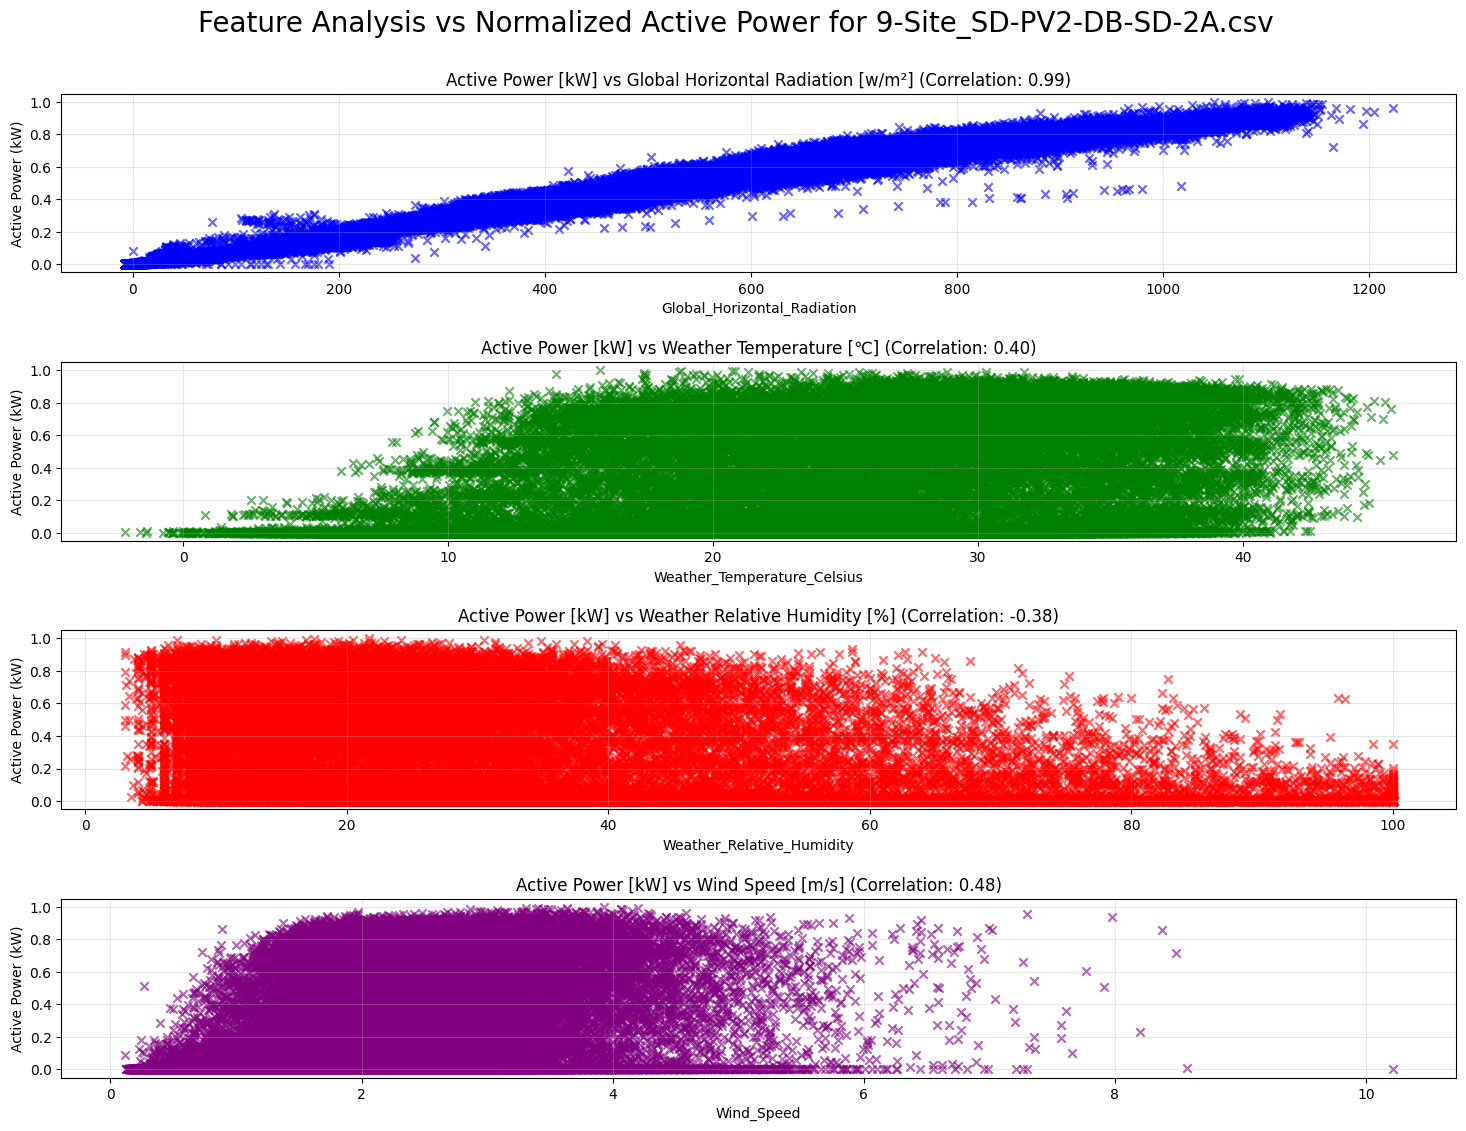 Feature Analysis vs Normalized Active Power for 9-Site_SD-PV2-DB-SD-2A.csv
Active Power [kW] vs Global Horizontal Radiation [w/m²] (Correlation: 0.99)
Active Power (kW)
1.0
0.8
0.6
0.4
0.2
0.0
0 200 400 600 800 1000 1200
Global_Horizontal_Radiation
Active Power [kW] vs Weather Temperature [℃] (Correlation: 0.40)
Active Power (kW)
1.0
0.8
0.6
0.4
0.2
0.0
0 10 20 30 40
Weather_Temperature_Celsius
Active Power [kW] vs Weather Relative Humidity [%] (Correlation: -0.38)
Active Power (kW)
1.0
0.8
0.6
0.4
0.2
0.0
0 20 40 60 80 100
Weather_Relative_Humidity
Active Power [kW] vs Wind Speed [m/s] (Correlation: 0.48)
Active Power (kW)
1.0
0.8
0.6
0.4
0.2
0.0
0 2 4 6 8 10
Wind_Speed